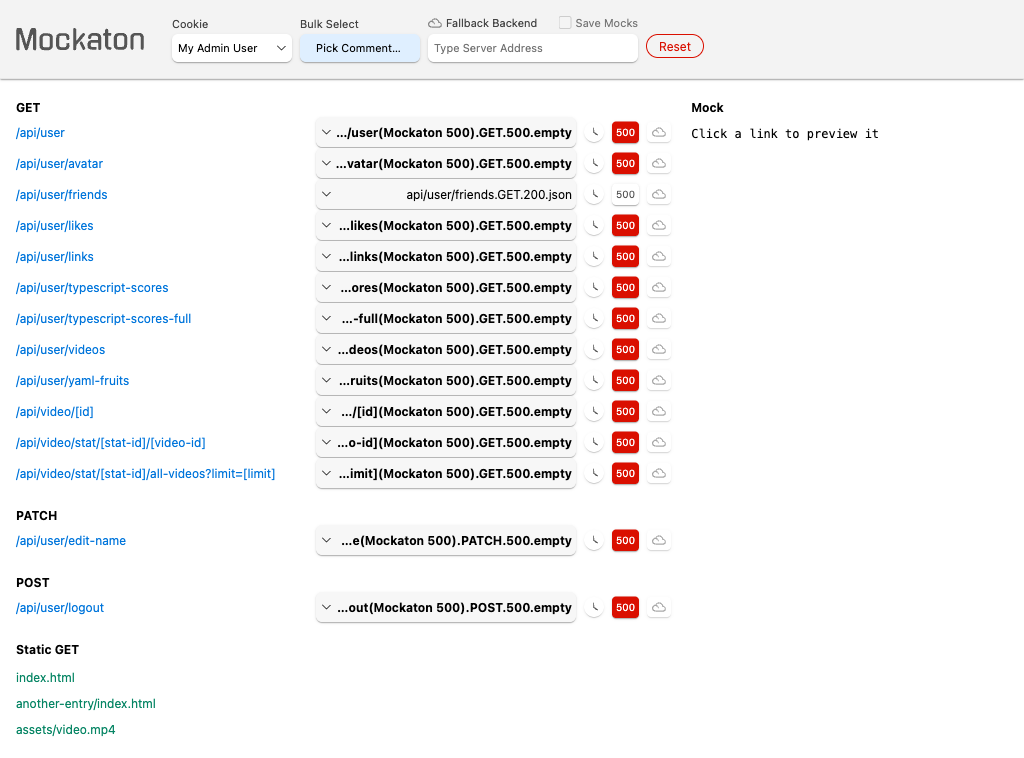 Mockaton
Cookie
My Admin User
Bulk Select
Pick Comment…
Fallback Backend
Save Mocks
Type Server Address
Reset
GET
/api/user …/user(Mockaton 500).GET.500.empty 500
/api/user/avatar …vatar(Mockaton 500).GET.500.empty 500
/api/user/friends api/user/friends.GET.200.json 500
/api/user/likes …likes(Mockaton 500).GET.500.empty 500
/api/user/links …links(Mockaton 500).GET.500.empty 500
/api/user/typescript-scores …ores(Mockaton 500).GET.500.empty 500
/api/user/typescript-scores-full …-full(Mockaton 500).GET.500.empty 500
/api/user/videos …deos(Mockaton 500).GET.500.empty 500
/api/user/yaml-fruits …ruits(Mockaton 500).GET.500.empty 500
/api/video/[id] …/[id](Mockaton 500).GET.500.empty 500
/api/video/stat/[stat-id]/[video-id] …o-id](Mockaton 500).GET.500.empty 500
/api/video/stat/[stat-id]/all-videos?limit=[limit] …imit](Mockaton 500).GET.500.empty 500
PATCH
/api/user/edit-name …e(Mockaton 500).PATCH.500.empty 500
POST
/api/user/logout …out(Mockaton 500).POST.500.empty 500
Static GET
index.html
another-entry/index.html
assets/video.mp4
Mock
Click a link to preview it